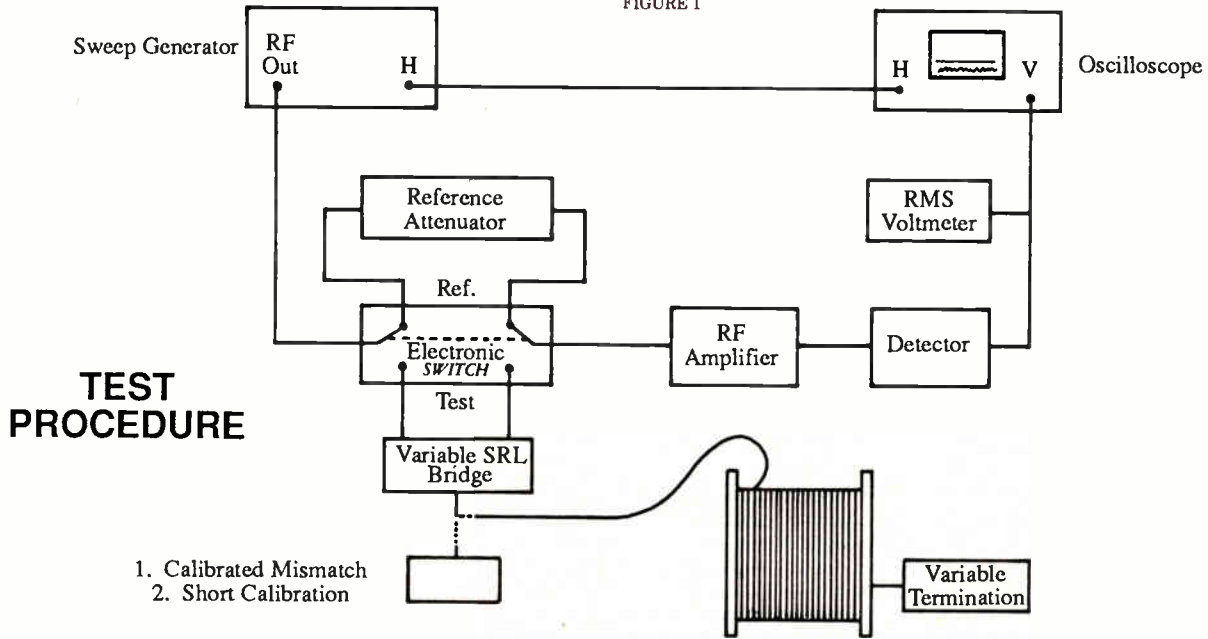 FIGURE 1
Sweep Generator
RF
Out
H
H
V
Oscilloscope
Reference
Attenuator
RMS
Voltmeter
Ref.
Electronic
SWITCH
Test
RF
Amplifier
Detector
TEST
PROCEDURE
Variable SRL
Bridge
1. Calibrated Mismatch
2. Short Calibration
Variable
Termination